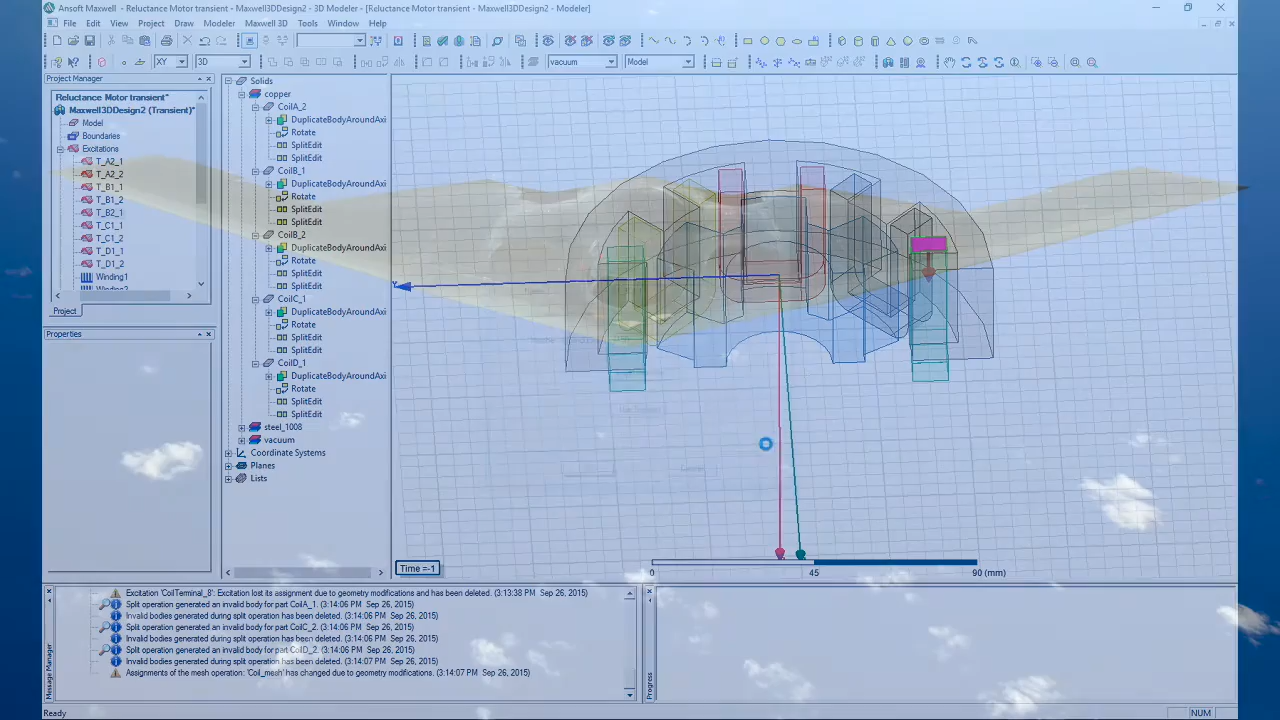 Ansoft Maxwell - Reluctance Motor transient - Maxwell3DDesign2 - 3D Modeler - [Reluctance Motor transient - Maxwell3DDesign2 - Modeler]
File Edit View Project Draw Modeler Maxwell 3D Tools Window Help
XY 3D vacuum Model
Project Manager
Reluctance Motor transient*
Maxwell3DDesign2 (Transient)*
Model
Boundaries
Excitations
T_A2_1
T_A2_2
T_B1_1
T_B1_2
T_B2_1
T_C1_1
T_C1_2
T_D1_1
T_D1_2
Winding1
Project
Properties
Solids
copper
CoilA_2
DuplicateBodyAroundAxi
Rotate
SplitEdit
SplitEdit
CoilB_1
DuplicateBodyAroundAxi
Rotate
SplitEdit
SplitEdit
CoilB_2
DuplicateBodyAroundAxi
Rotate
SplitEdit
SplitEdit
CoilC_1
DuplicateBodyAroundAxi
Rotate
SplitEdit
SplitEdit
CoilD_1
DuplicateBodyAroundAxi
Rotate
SplitEdit
SplitEdit
steel_1008
vacuum
Coordinate Systems
Planes
Lists
Time =-1
0 45 90 (mm)
Excitation 'CoilTerminal_8': Excitation lost its assignment due to geometry modifications and has been deleted. (3:13:38 PM Sep 26, 2015)
Split operation generated an invalid body for part CoilA_1. (3:14:06 PM Sep 26, 2015)
Invalid bodies generated during split operation has been deleted. (3:14:06 PM Sep 26, 2015)
Split operation generated an invalid body for part CoilC_2. (3:14:06 PM Sep 26, 2015)
Invalid bodies generated during split operation has been deleted. (3:14:06 PM Sep 26, 2015)
Split operation generated an invalid body for part CoilD_2. (3:14:06 PM Sep 26, 2015)
Invalid bodies generated during split operation has been deleted. (3:14:07 PM Sep 26, 2015)
Assignments of the mesh operation: 'Coil_mesh' has changed due to geometry modifications. (3:14:07 PM Sep 26, 2015)
Message Manager
Progress
Ready
NUM